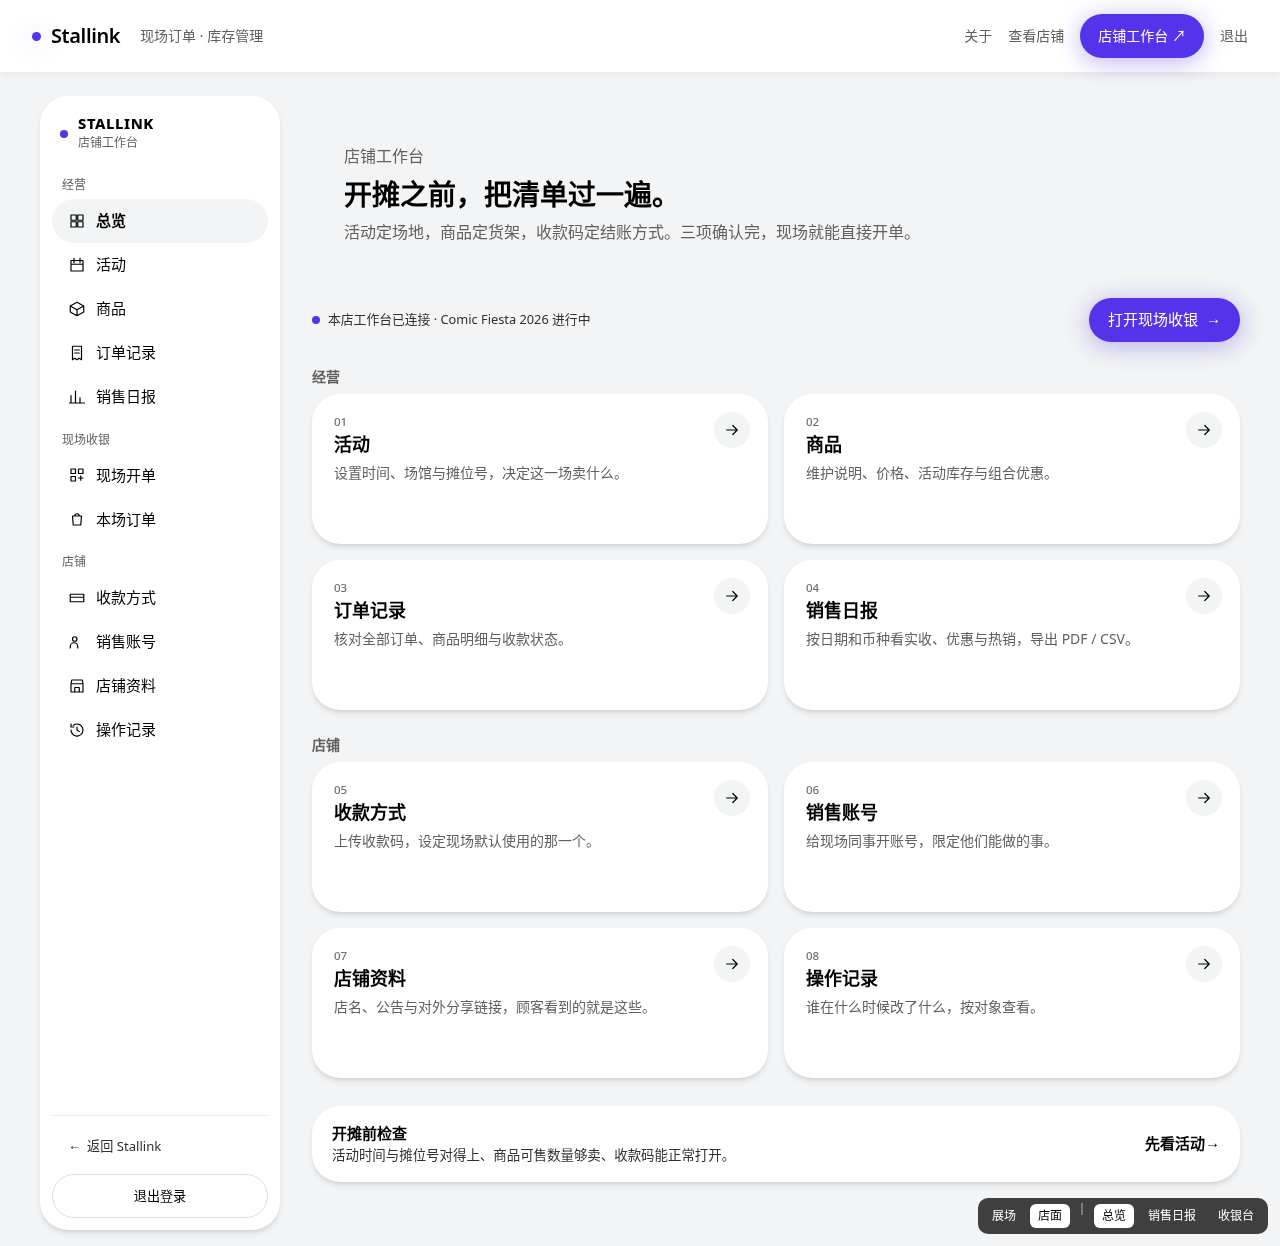 Stallink 现场订单 · 库存管理
关于 查看店铺 店铺工作台 ↗ 退出
STALLINK
店铺工作台
经营
总览
活动
商品
订单记录
销售日报
现场收银
现场开单
本场订单
店铺
收款方式
销售账号
店铺资料
操作记录
← 返回 Stallink
退出登录
店铺工作台
开摊之前，把清单过一遍。
活动定场地，商品定货架，收款码定结账方式。三项确认完，现场就能直接开单。
本店工作台已连接 · Comic Fiesta 2026 进行中
打开现场收银 →
经营
01
活动
设置时间、场馆与摊位号，决定这一场卖什么。
02
商品
维护说明、价格、活动库存与组合优惠。
03
订单记录
核对全部订单、商品明细与收款状态。
04
销售日报
按日期和币种看实收、优惠与热销，导出 PDF / CSV。
店铺
05
收款方式
上传收款码，设定现场默认使用的那一个。
06
销售账号
给现场同事开账号，限定他们能做的事。
07
店铺资料
店名、公告与对外分享链接，顾客看到的就是这些。
08
操作记录
谁在什么时候改了什么，按对象查看。
开摊前检查
活动时间与摊位号对得上、商品可售数量够卖、收款码能正常打开。
先看活动→
展场 店面 | 总览 销售日报 收银台